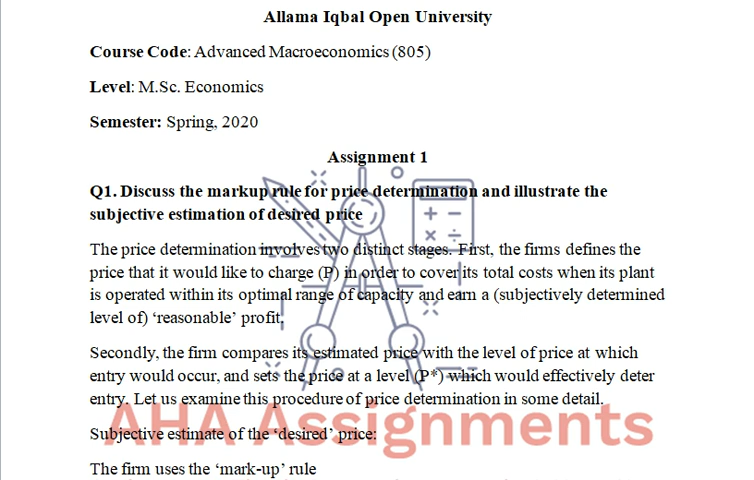 Allama Iqbal Open University
Course Code: Advanced Macroeconomics (805)
Level: M.Sc. Economics
Semester: Spring, 2020
Assignment 1
Q1. Discuss the markup rule for price determination and illustrate the
subjective estimation of desired price
The price determination involves two distinct stages. First, the firms defines the
price that it would like to charge (P) in order to cover its total costs when its plant
is operated within its optimal range of capacity and earn a (subjectively determined
level of) ‘reasonable’ profit.
Secondly, the firm compares its estimated price with the level of price at which
entry would occur, and sets the price at a level (P*) which would effectively deter
entry. Let us examine this procedure of price determination in some detail.
AHA Assignments
Subjective estimate of the ‘desired’ price:
The firm uses the ‘mark-up’ rule